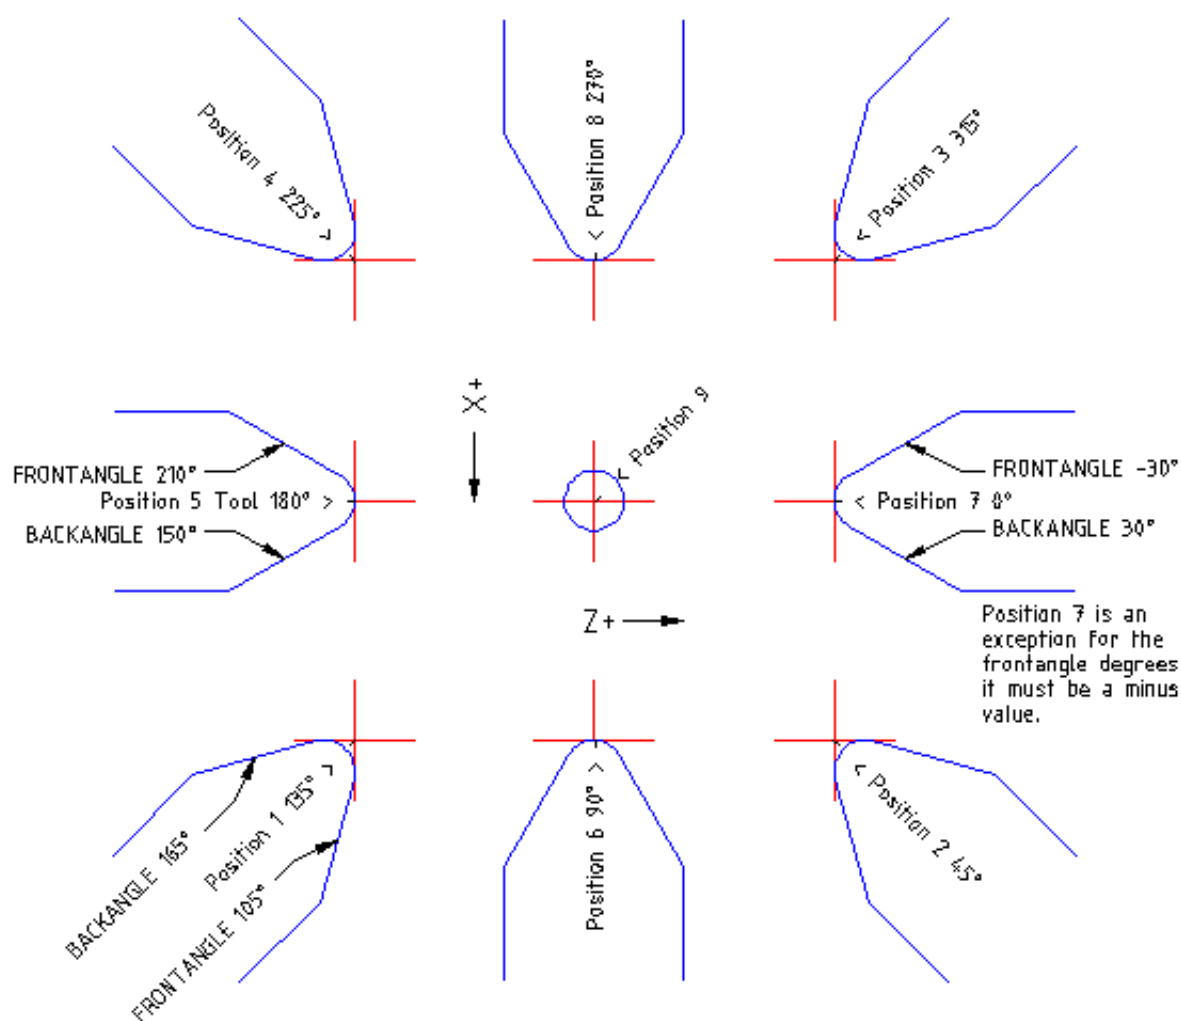 Position 4 225°
Position 8 270°
Position 3 315°
X+
Position 9
FRONTANGLE 210°
Position 5 Tool 180°
BACKANGLE 150°
FRONTANGLE -30°
Position 7 0°
BACKANGLE 30°
Z+
Position 7 is an
exception for the
frontangle degrees
it must be a minus
value.
BACKANGLE 165°
Position 1 135°
FRONTANGLE 105°
Position 6 90°
Position 2 45°